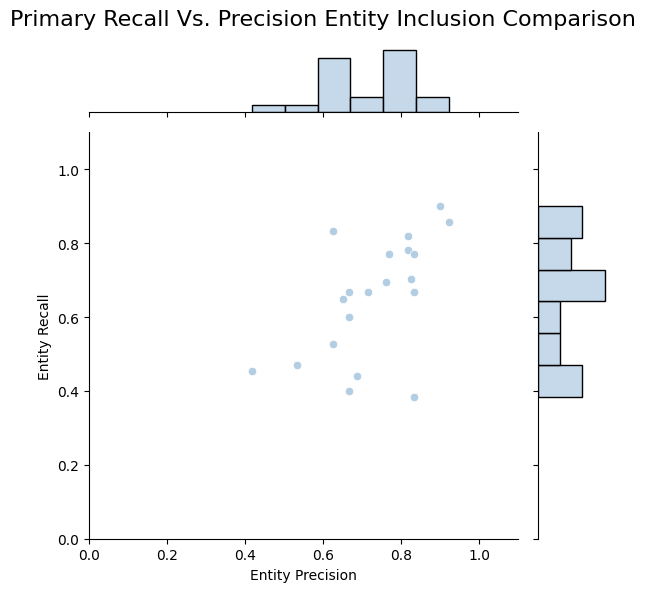 Primary Recall Vs. Precision Entity Inclusion Comparison
1.0
0.8
0.6
0.4
0.2
0.0
Entity Recall
0.0 0.2 0.4 0.6 0.8 1.0
Entity Precision